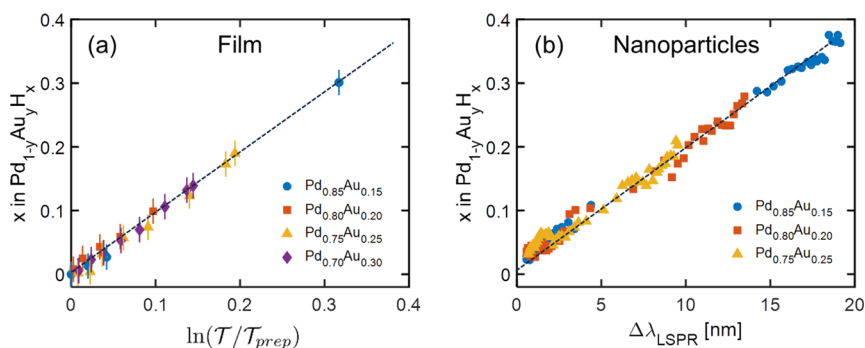 (a) Film
x in Pd1-yAuyHx
0.4
0.3
0.2
0.1
0
0 0.1 0.2 0.3 0.4
ln(𝒯/𝒯prep)
Pd0.85Au0.15
Pd0.80Au0.20
Pd0.75Au0.25
Pd0.70Au0.30
(b) Nanoparticles
x in Pd1-yAuyHx
0.3
0.2
0.1
0
0 5 10 15 20
ΔλLSPR [nm]
Pd0.85Au0.15
Pd0.80Au0.20
Pd0.75Au0.25